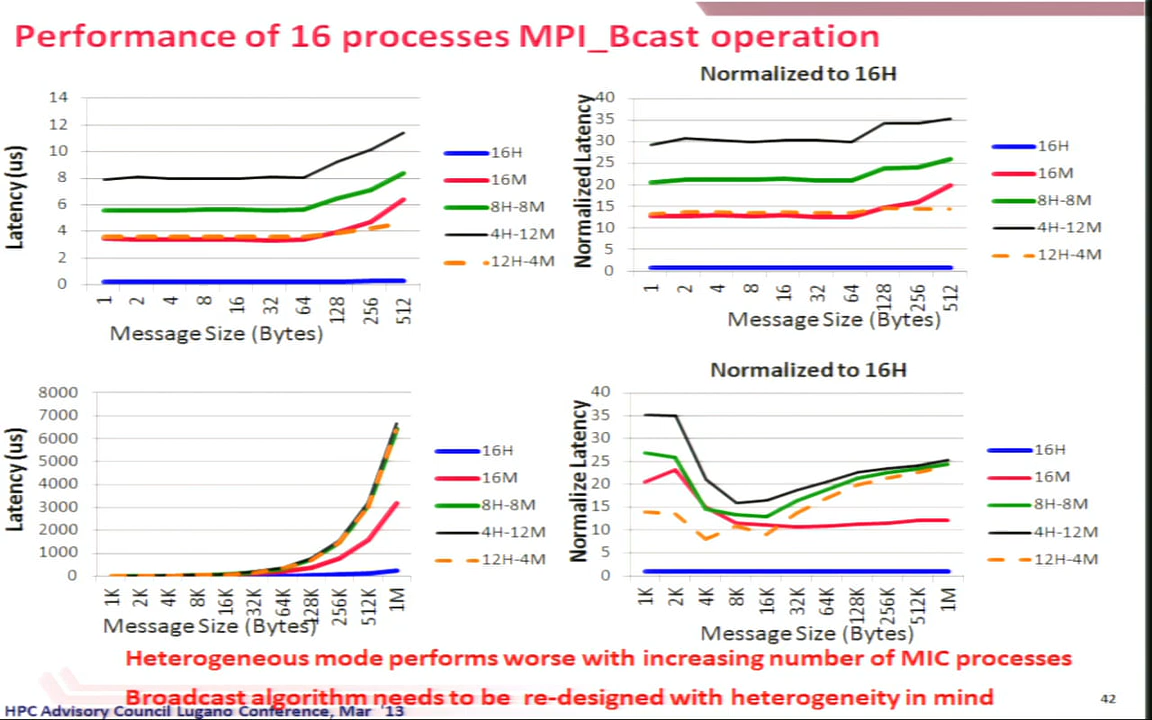 Performance of 16 processes MPI_Bcast operation
Latency (us)
14
12
10
8
6
4
2
0
1
2
4
8
16
32
64
128
256
512
Message Size (Bytes)
16H
16M
8H-8M
4H-12M
12H-4M
Normalized to 16H
Normalized Latency
40
35
30
25
20
15
10
5
0
1
2
4
8
16
32
64
128
256
512
Message Size (Bytes)
16H
16M
8H-8M
4H-12M
12H-4M
Latency (us)
8000
7000
6000
5000
4000
3000
2000
1000
0
1K
2K
4K
8K
16K
32K
64K
128K
256K
512K
1M
Message Size (Bytes)
16H
16M
8H-8M
4H-12M
12H-4M
Normalized to 16H
Normalize Latency
40
35
30
25
20
15
10
5
0
1K
2K
4K
8K
16K
32K
64K
128K
256K
512K
1M
Message Size (Bytes)
16H
16M
8H-8M
4H-12M
12H-4M
Heterogeneous mode performs worse with increasing number of MIC processes
Broadcast algorithm needs to be re-designed with heterogeneity in mind
HPC Advisory Council Lugano Conference, Mar '13
42